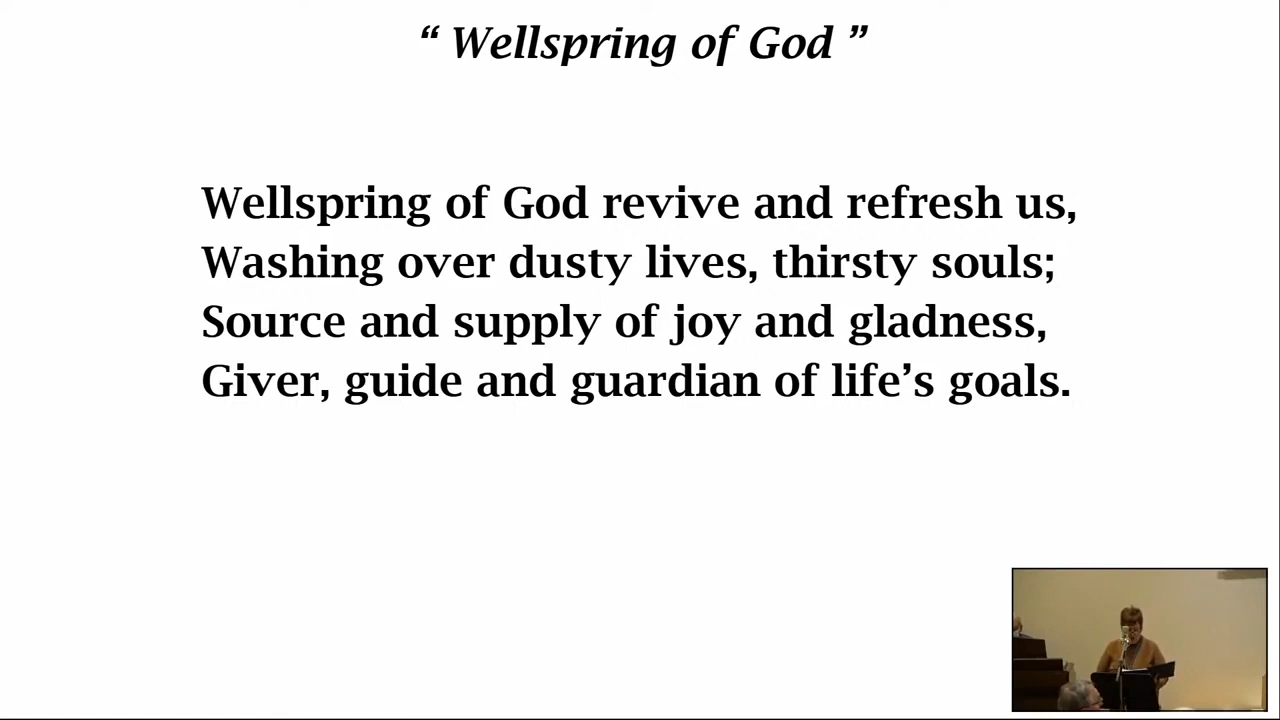 “ Wellspring of God ”
Wellspring of God revive and refresh us,
Washing over dusty lives, thirsty souls;
Source and supply of joy and gladness,
Giver, guide and guardian of life’s goals.